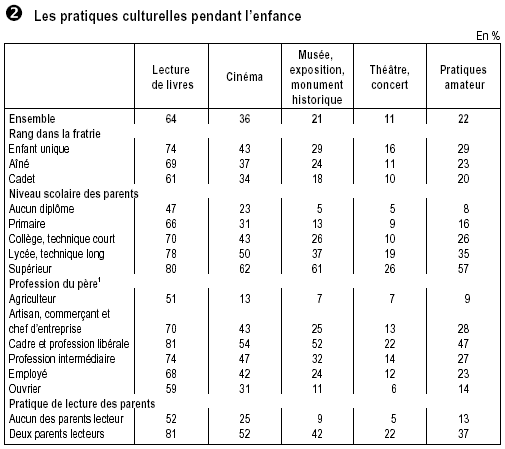 ❷ Les pratiques culturelles pendant l'enfance
En %
Lecture de livres | Cinéma | Musée, exposition, monument historique | Théâtre, concert | Pratiques amateur
Ensemble 64 36 21 11 22
Rang dans la fratrie
Enfant unique 74 43 29 16 29
Aîné 69 37 24 11 23
Cadet 61 34 18 10 20
Niveau scolaire des parents
Aucun diplôme 47 23 5 5 8
Primaire 66 31 13 9 16
Collège, technique court 70 43 26 10 26
Lycée, technique long 78 50 37 19 35
Supérieur 80 62 61 26 57
Profession du père¹
Agriculteur 51 13 7 7 9
Artisan, commerçant et
chef d'entreprise 70 43 25 13 28
Cadre et profession libérale 81 54 52 22 47
Profession intermédiaire 74 47 32 14 27
Employé 68 42 24 12 23
Ouvrier 59 31 11 6 14
Pratique de lecture des parents
Aucun des parents lecteur 52 25 9 5 13
Deux parents lecteurs 81 52 42 22 37